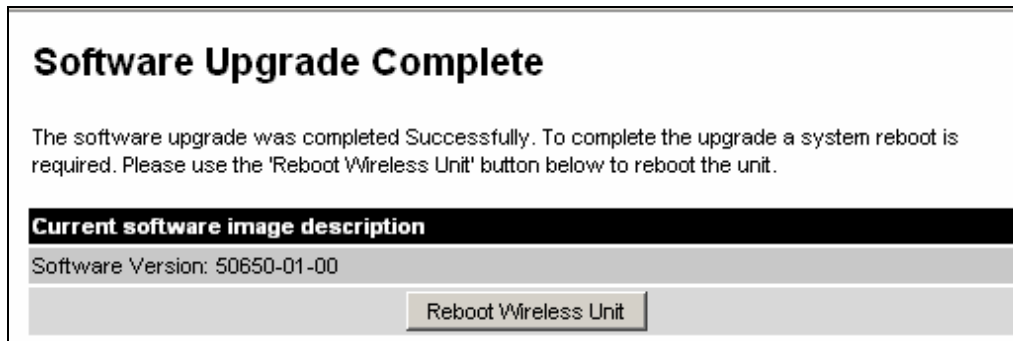 Software Upgrade Complete
The software upgrade was completed Successfully. To complete the upgrade a system reboot is
required. Please use the 'Reboot Wireless Unit' button below to reboot the unit.
Current software image description
Software Version: 50650-01-00
Reboot Wireless Unit